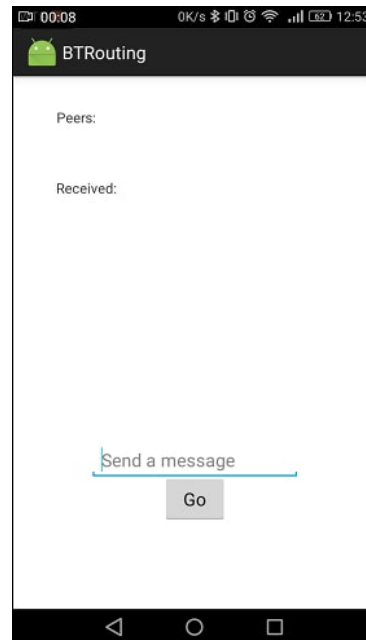 00:08 0K/s 62 12:53
BTRouting
Peers:
Received:
Send a message
Go